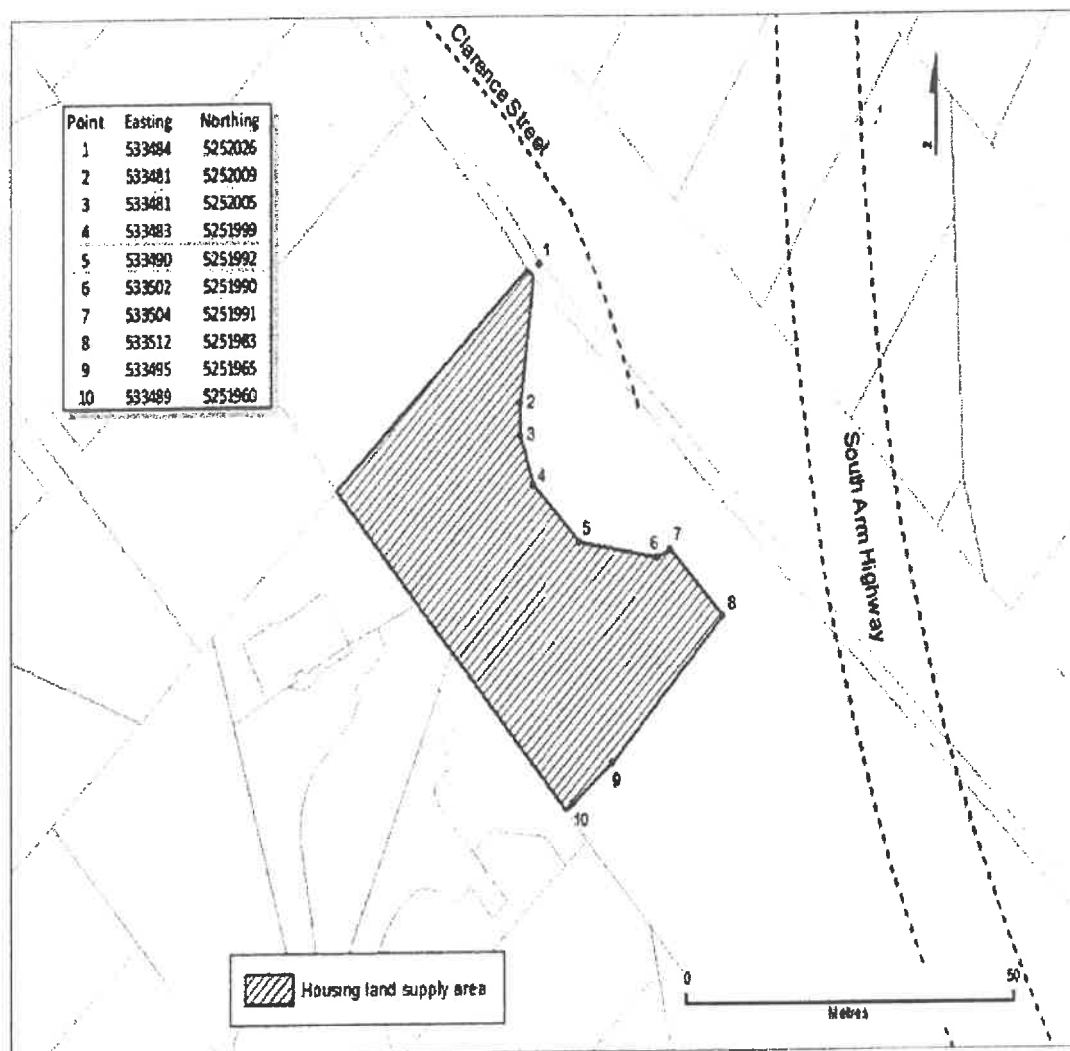 Clarence Street
Point Easting Northing
1 533484 5252026
2 533481 5252009
3 533481 5252005
4 533483 5251999
5 533490 5251992
6 533502 5251990
7 533504 5251991
8 533512 5251983
9 533495 5251965
10 533489 5251960
1
2
3
4
5
6
7
8
9
10
South Arm Highway
Housing land supply area
0 50
Metres